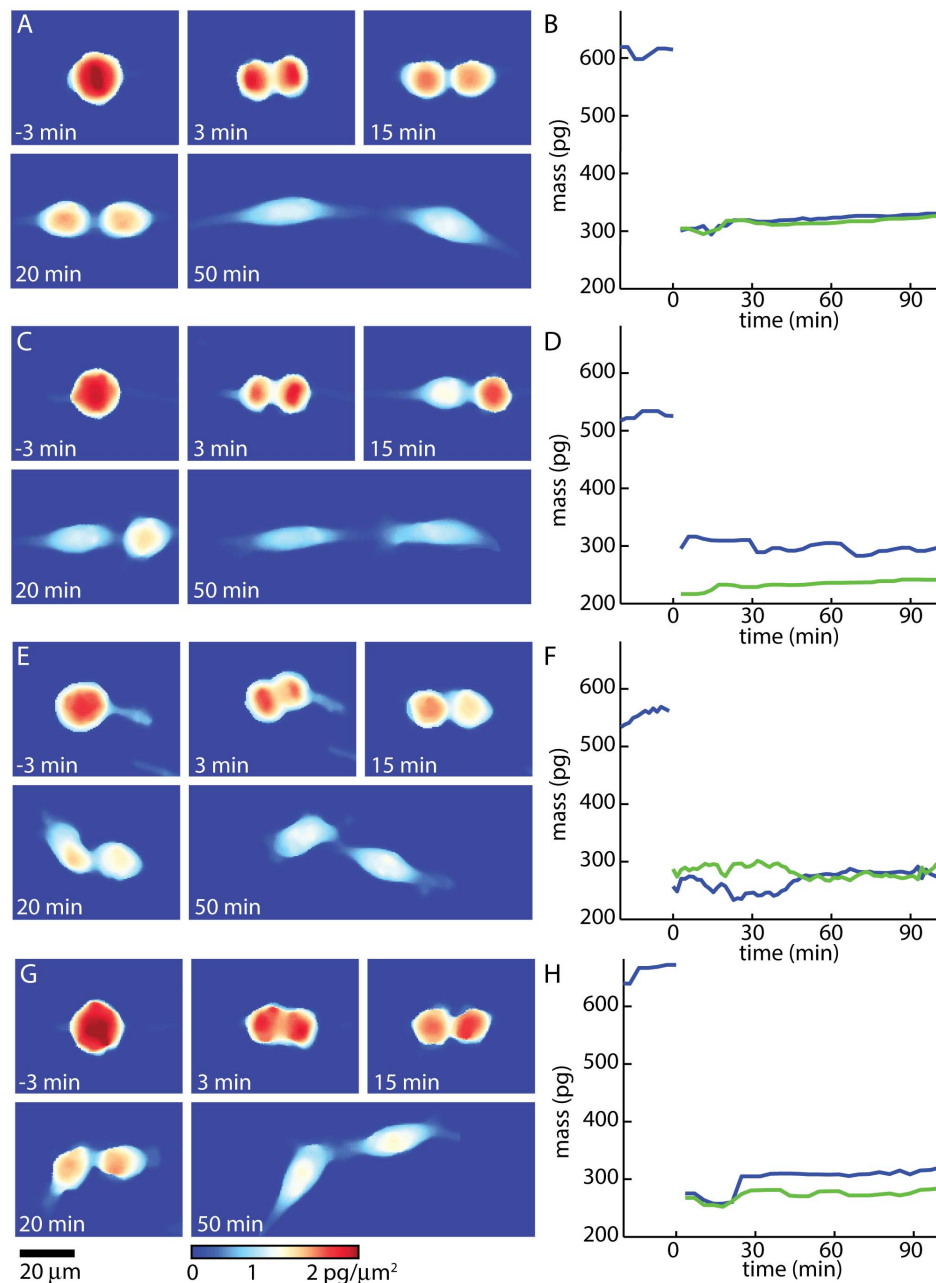 A
B
-3 min
3 min
15 min
20 min
50 min
mass (pg)
600
500
400
300
200
0
30
60
90
time (min)
C
D
-3 min
3 min
15 min
20 min
50 min
mass (pg)
600
500
400
300
200
0
30
60
90
time (min)
E
F
-3 min
3 min
15 min
20 min
50 min
mass (pg)
600
500
400
300
200
0
30
60
90
time (min)
G
H
-3 min
3 min
15 min
20 min
50 min
mass (pg)
600
500
400
300
200
0
30
60
90
time (min)
20 μm
0
1
2 pg/μm²